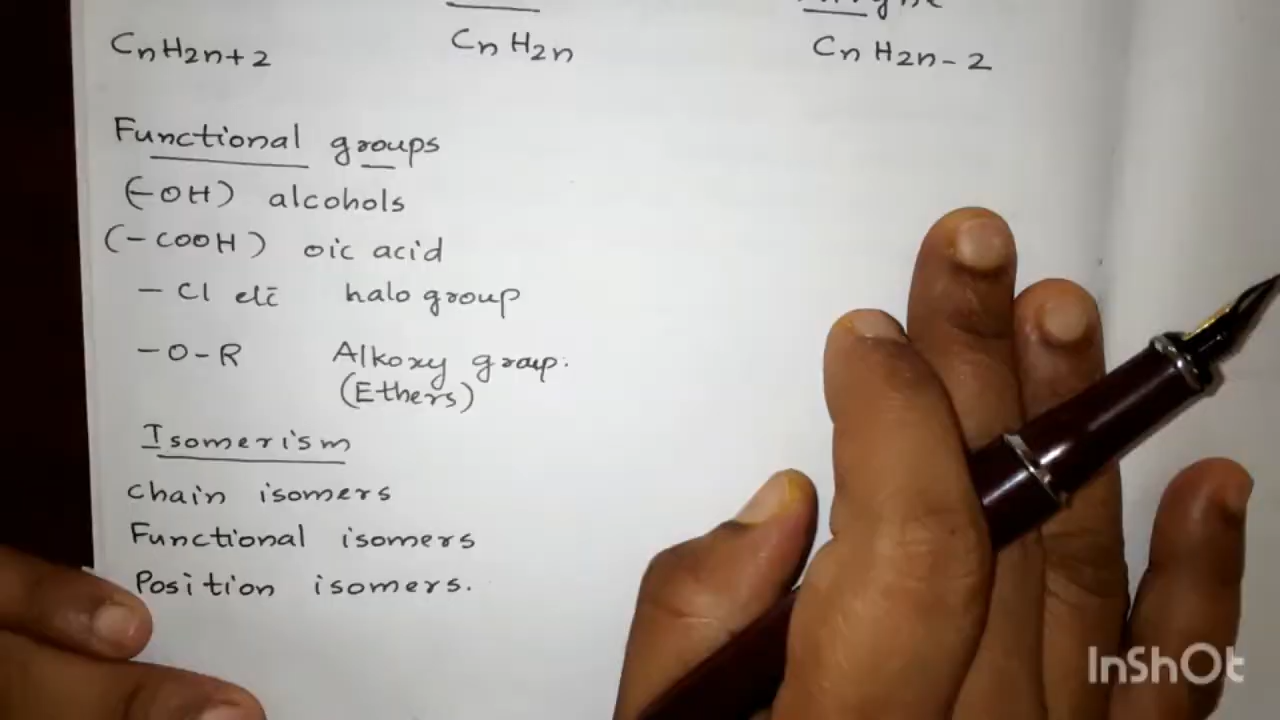 CnH2n+2 CnH2n CnH2n-2
Functional groups
(-OH) alcohols
(-COOH) oic acid
- Cl etc halo group
-O-R Alkoxy group.
(Ethers)
Isomerism
chain isomers
Functional isomers
Position isomers.
InShOt